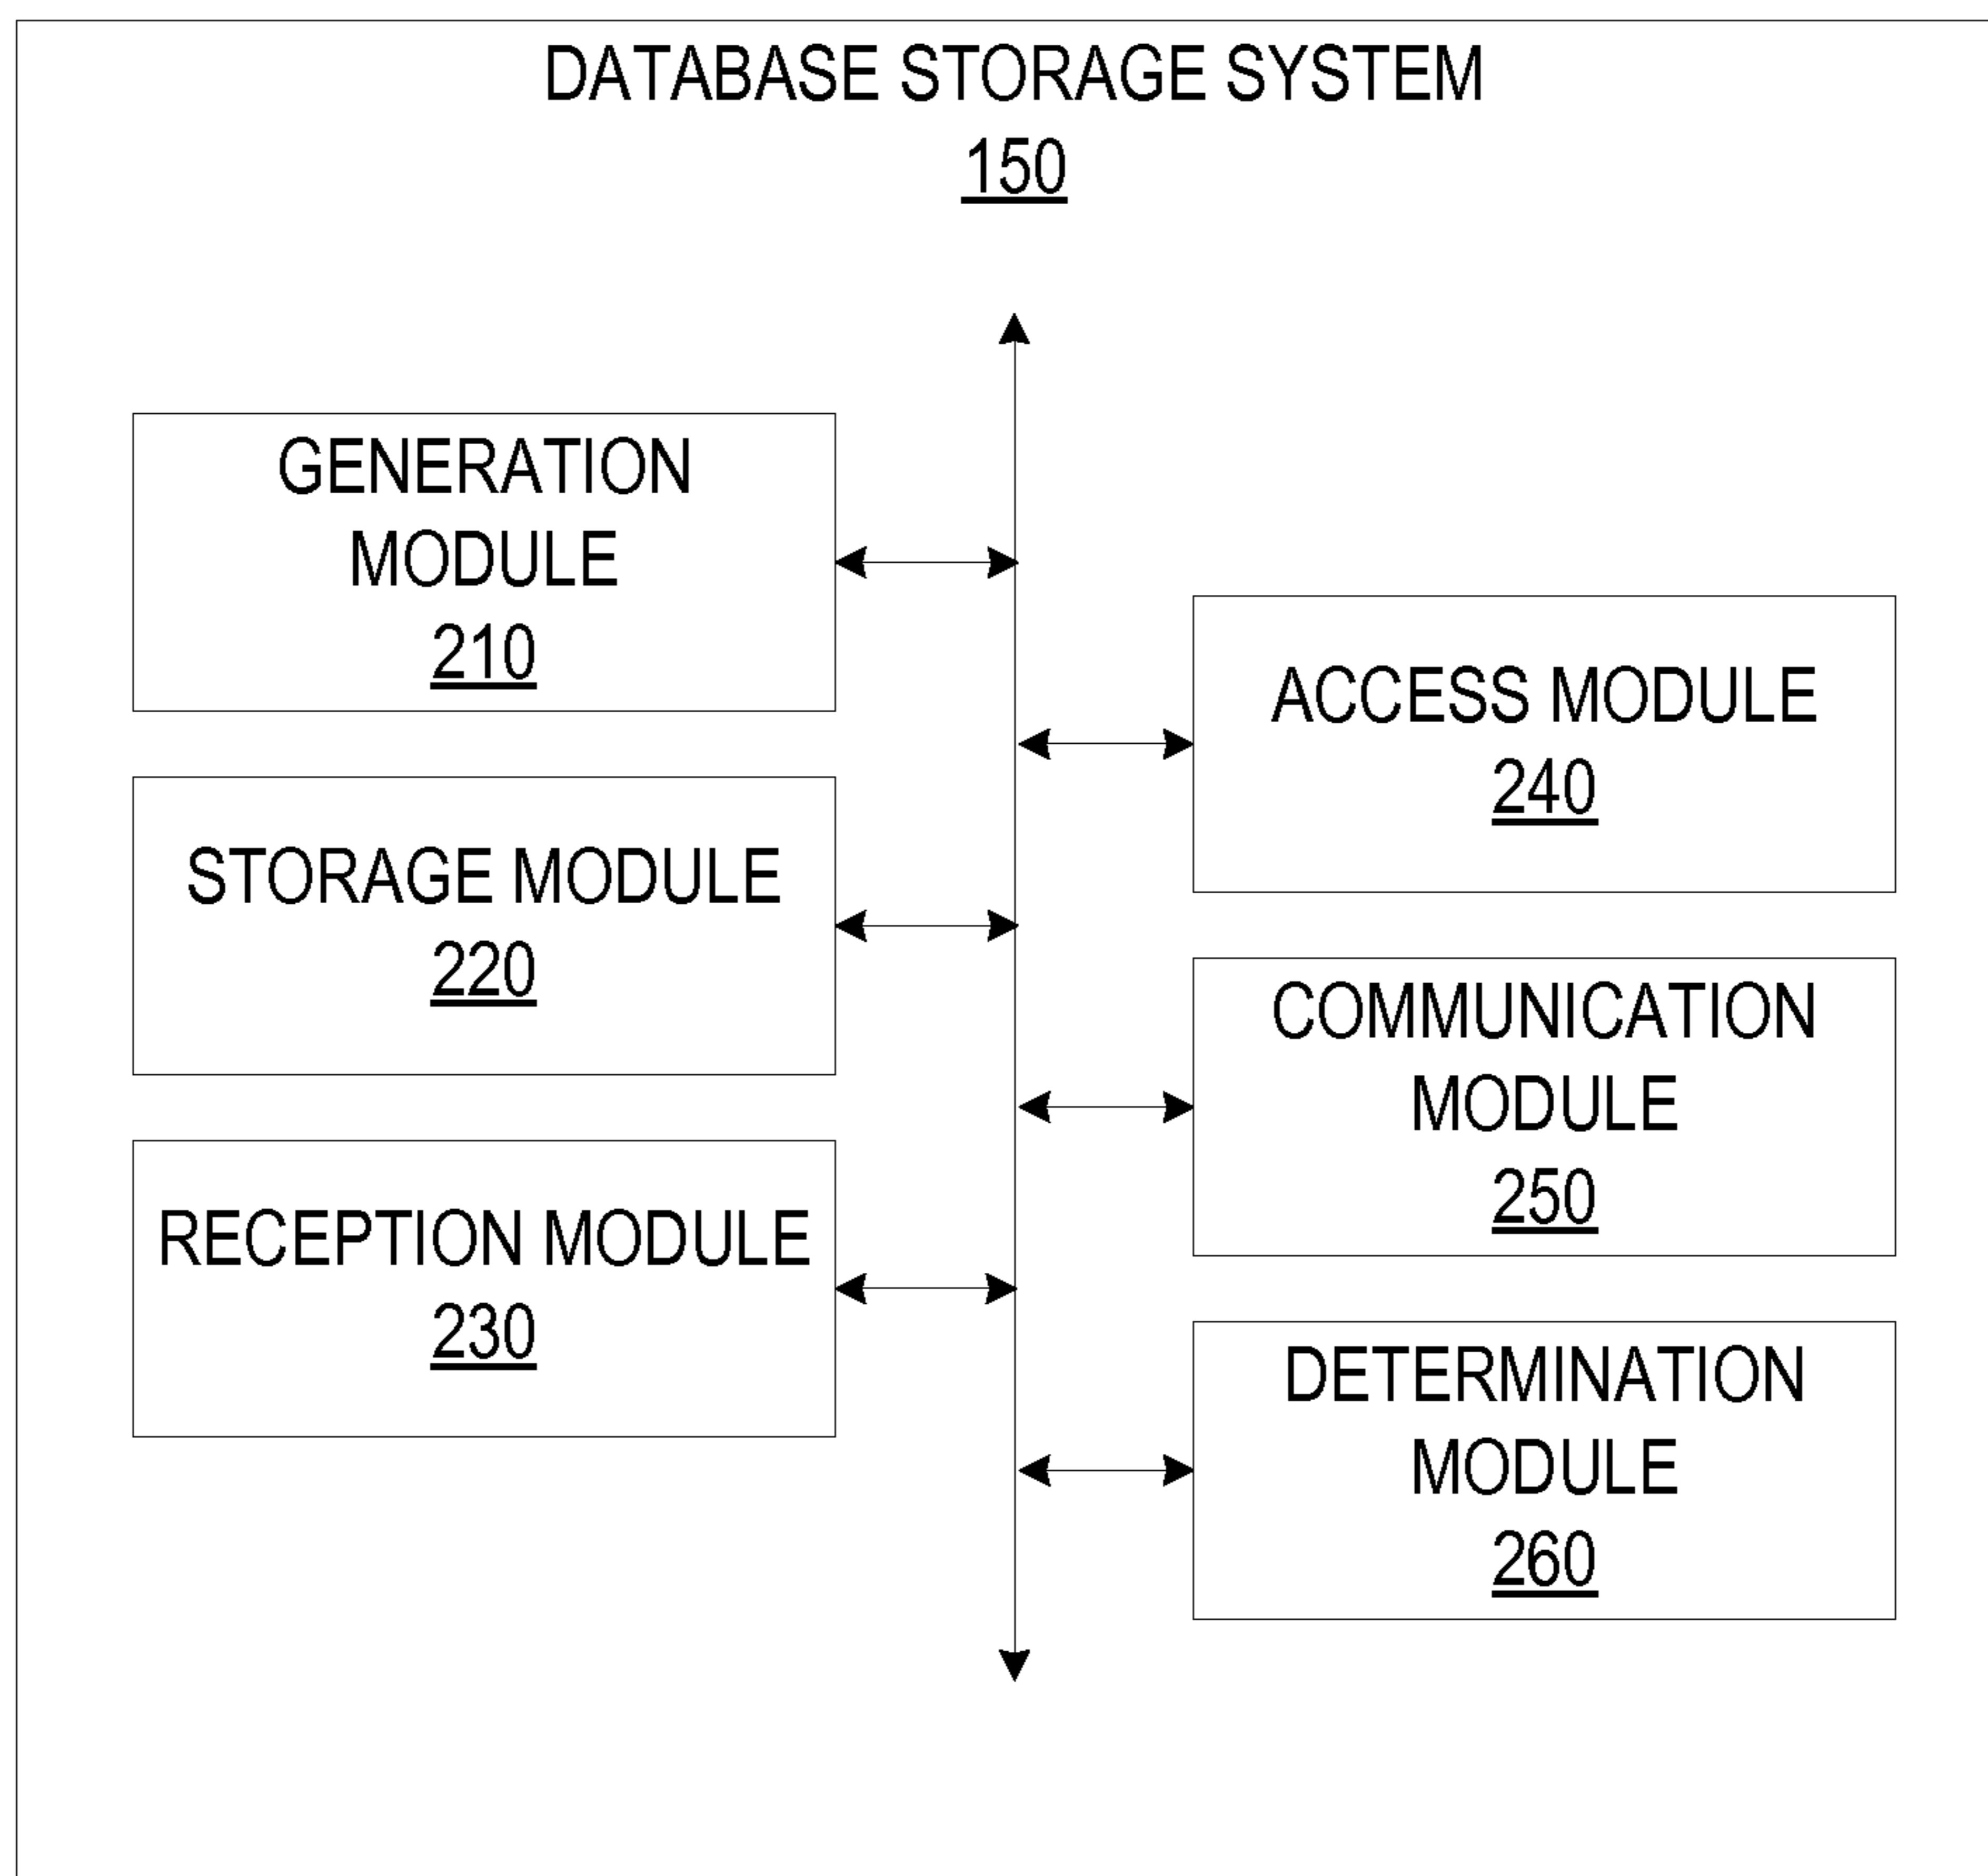 DATABASE STORAGE SYSTEM
150
GENERATION
MODULE
210
STORAGE MODULE
220
RECEPTION MODULE
230
ACCESS MODULE
240
COMMUNICATION
MODULE
250
DETERMINATION
MODULE
260